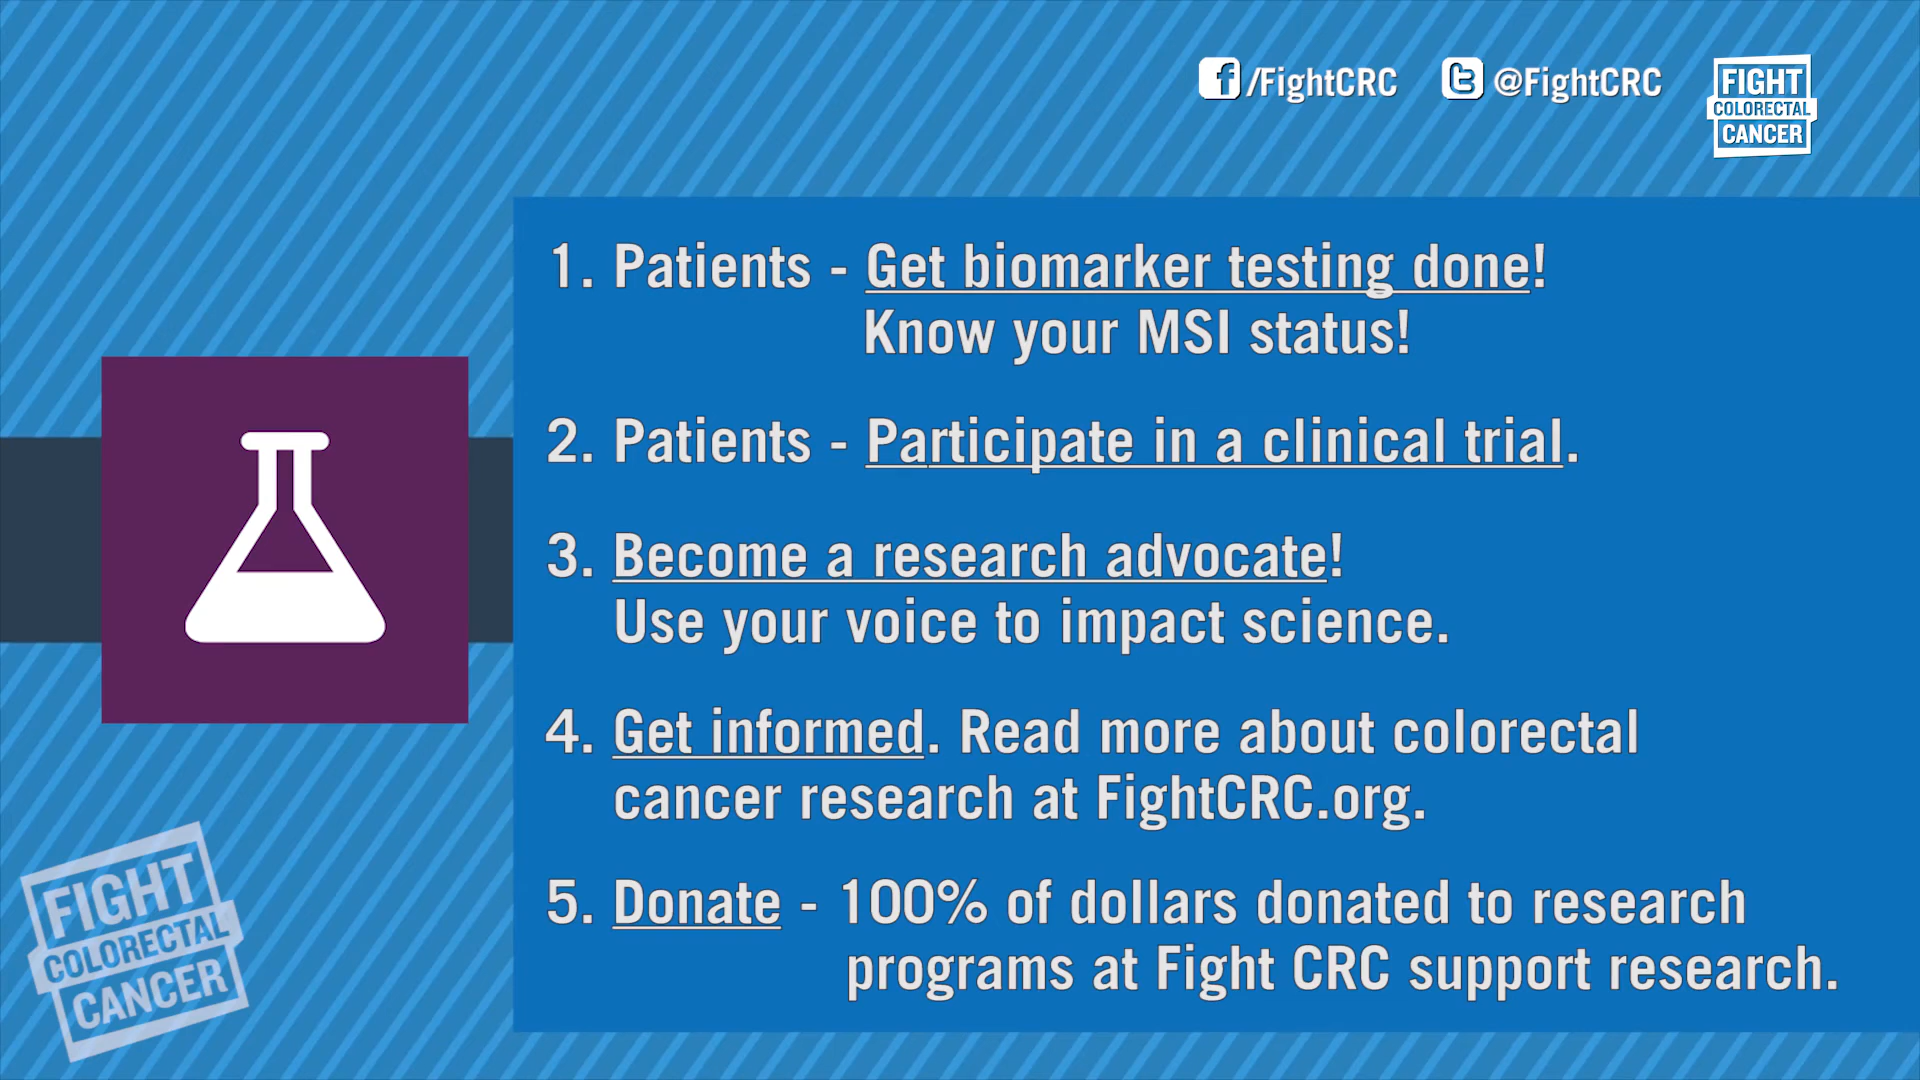 /FightCRC
@FightCRC
FIGHT
COLORECTAL
CANCER
1. Patients - Get biomarker testing done!
Know your MSI status!
2. Patients - Participate in a clinical trial.
3. Become a research advocate!
Use your voice to impact science.
4. Get informed. Read more about colorectal
cancer research at FightCRC.org.
5. Donate - 100% of dollars donated to research
programs at Fight CRC support research.
FIGHT
COLORECTAL
CANCER